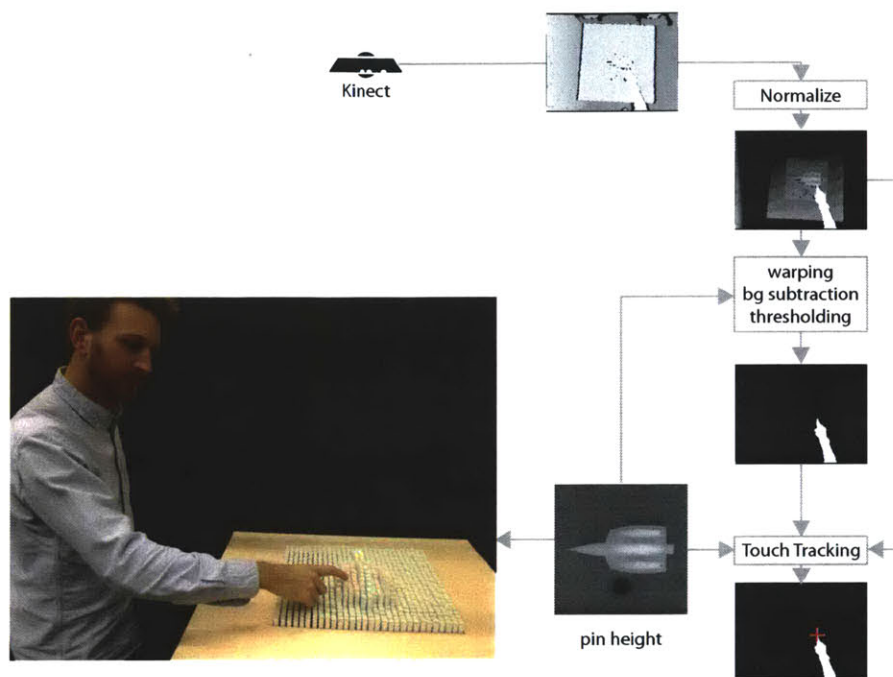 Kinect
Normalize
warping
bg subtraction
thresholding
Touch Tracking
pin height